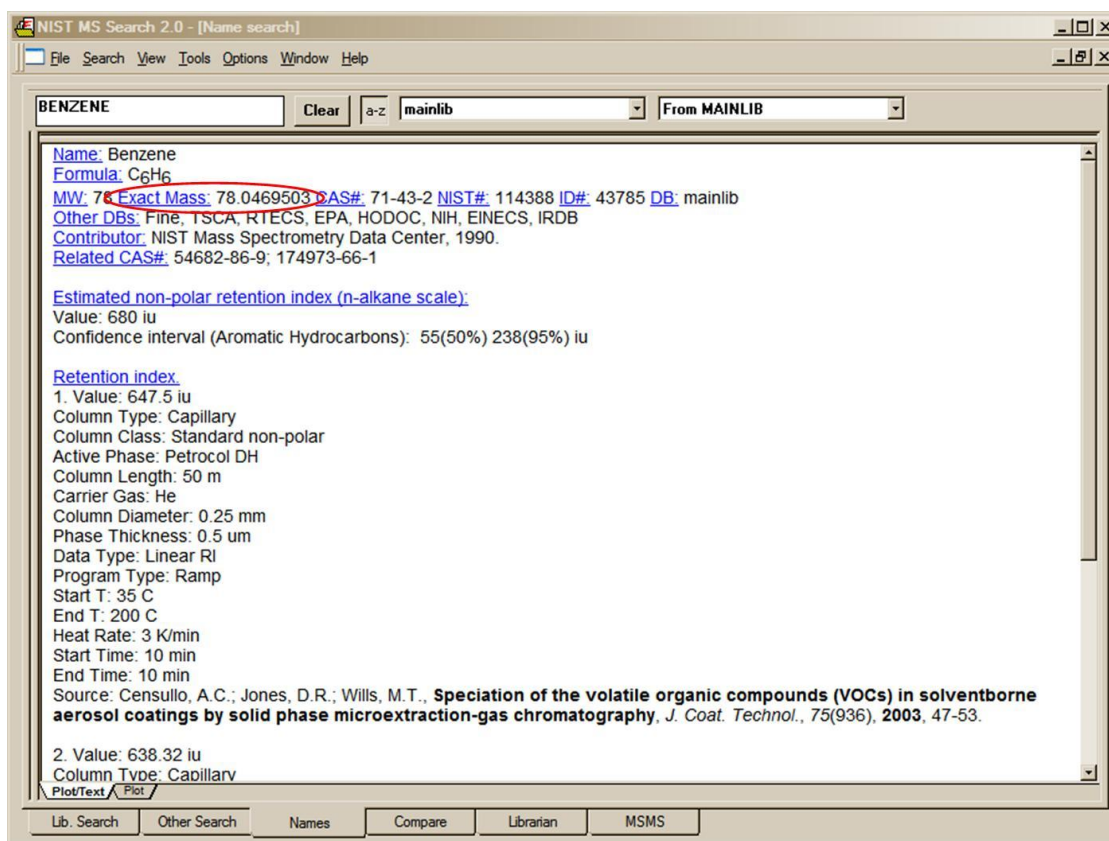 NIST MS Search 2.0 - [Name search]
File Search View Tools Options Window Help
BENZENE Clear a-z mainlib From MAINLIB
Name: Benzene
Formula: C6H6
MW: 78 Exact Mass: 78.0469503 CAS#: 71-43-2 NIST#: 114388 ID#: 43785 DB: mainlib
Other DBs: Fine, TSCA, RTECS, EPA, HODOC, NIH, EINECS, IRDB
Contributor: NIST Mass Spectrometry Data Center, 1990.
Related CAS#: 54682-86-9; 174973-66-1
Estimated non-polar retention index (n-alkane scale):
Value: 680 iu
Confidence interval (Aromatic Hydrocarbons): 55(50%) 238(95%) iu
Retention index.
1. Value: 647.5 iu
Column Type: Capillary
Column Class: Standard non-polar
Active Phase: Petrocol DH
Column Length: 50 m
Carrier Gas: He
Column Diameter: 0.25 mm
Phase Thickness: 0.5 um
Data Type: Linear RI
Program Type: Ramp
Start T: 35 C
End T: 200 C
Heat Rate: 3 K/min
Start Time: 10 min
End Time: 10 min
Source: Censullo, A.C.; Jones, D.R.; Wills, M.T., Speciation of the volatile organic compounds (VOCs) in solventborne
aerosol coatings by solid phase microextraction-gas chromatography, J. Coat. Technol., 75(936), 2003, 47-53.
2. Value: 638.32 iu
Column Type: Capillary
Plot/Text Plot
Lib. Search Other Search Names Compare Librarian MSMS